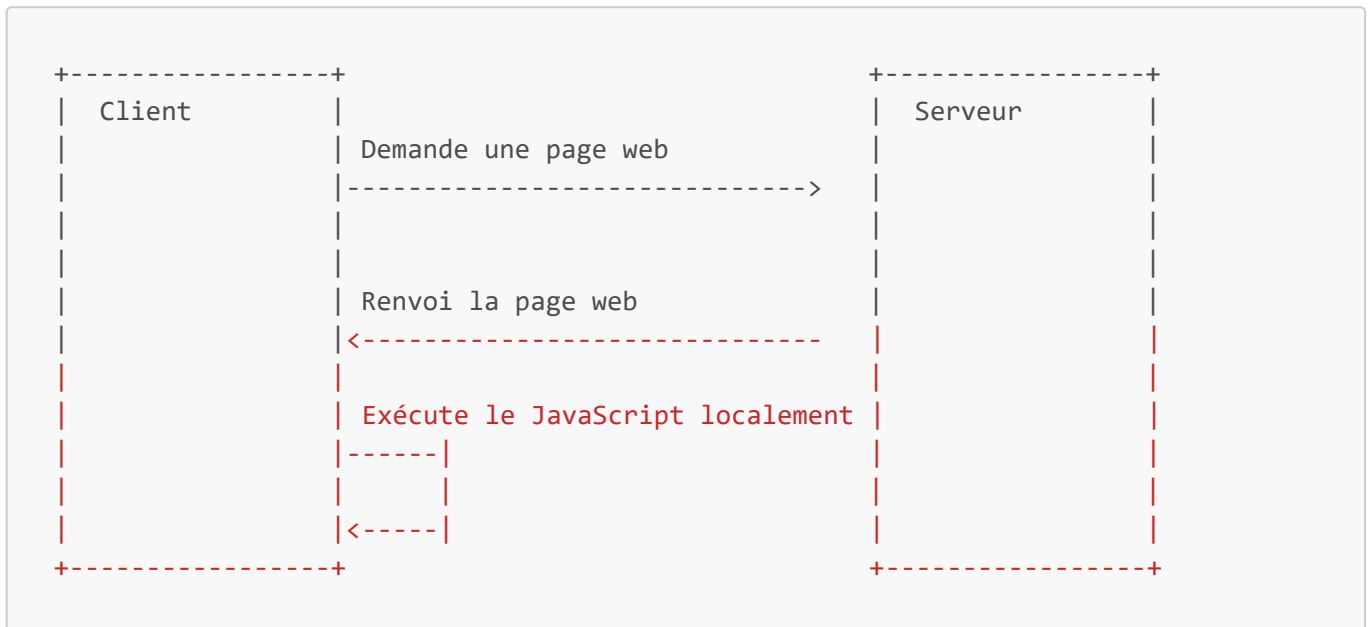 +-----------------+                                  +-----------------+
|  Client         |                                  |  Serveur        |
|                 | Demande une page web             |                 |
|                 |------------------------------>   |                 |
|                 |                                  |                 |
|                 |                                  |                 |
|                 | Renvoi la page web               |                 |
|                 |<------------------------------   |                 |
|                 |                                  |                 |
|                 | Exécute le JavaScript localement |                 |
|                 |------|                           |                 |
|                 |      |                           |                 |
|                 |<-----|                           |                 |
+-----------------+                                  +-----------------+